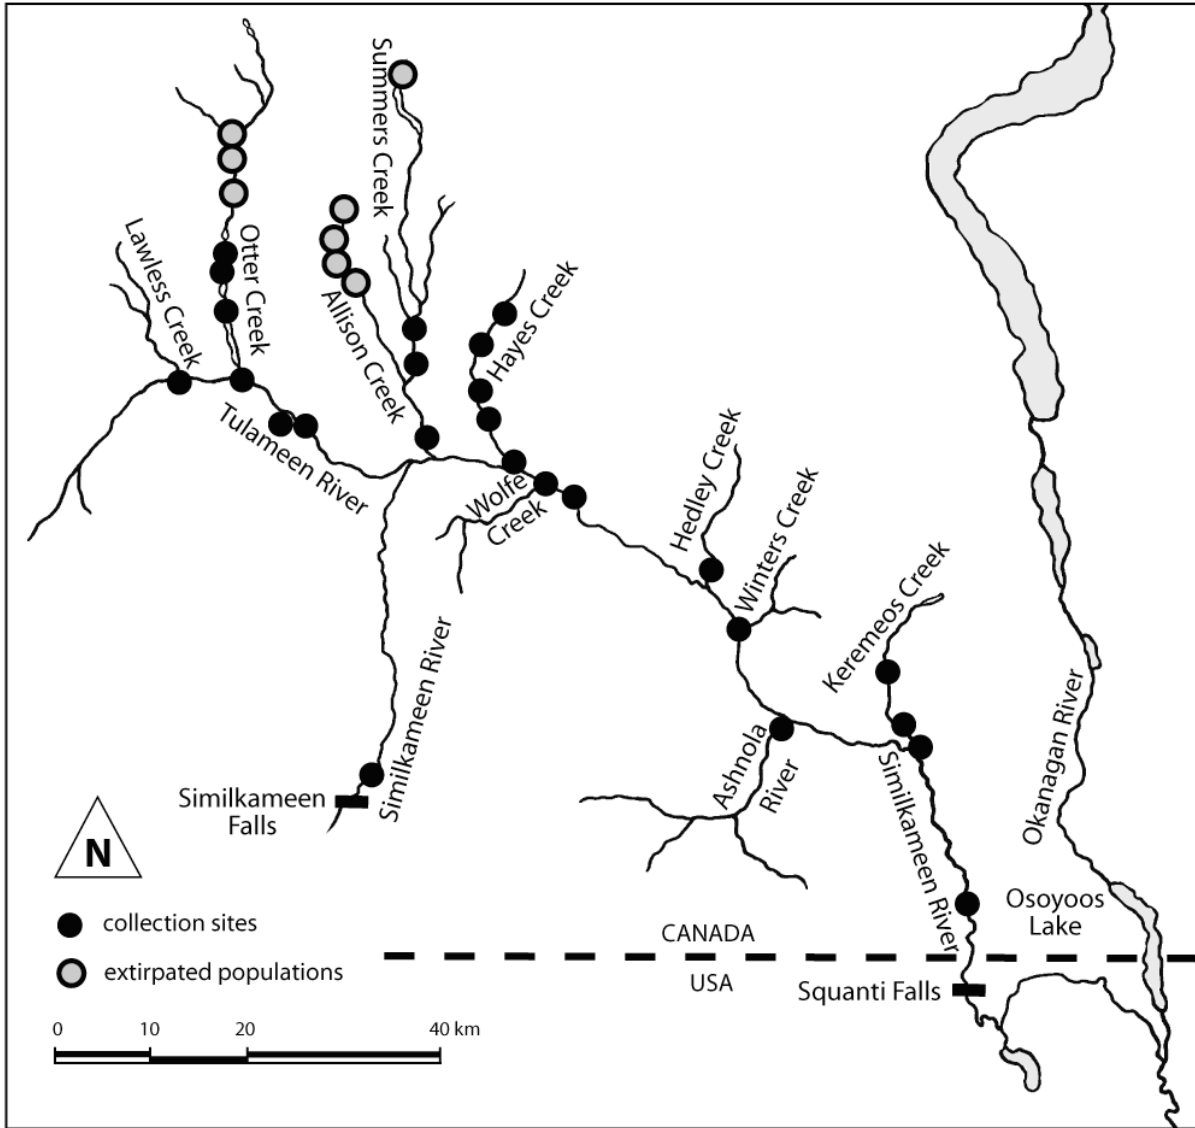 Summers Creek
Lawless Creek
Otter Creek
Allison Creek
Hayes Creek
Tulameen River
Wolfe
Creek
Hedley Creek
Winters Creek
Keremeos Creek
Similkameen River
Ashnola
River
Similkameen River
Okanagan River
Similkameen
Falls
N
collection sites
extirpated populations
0 10 20 40 km
CANADA
USA
Osoyoos
Lake
Squanti Falls